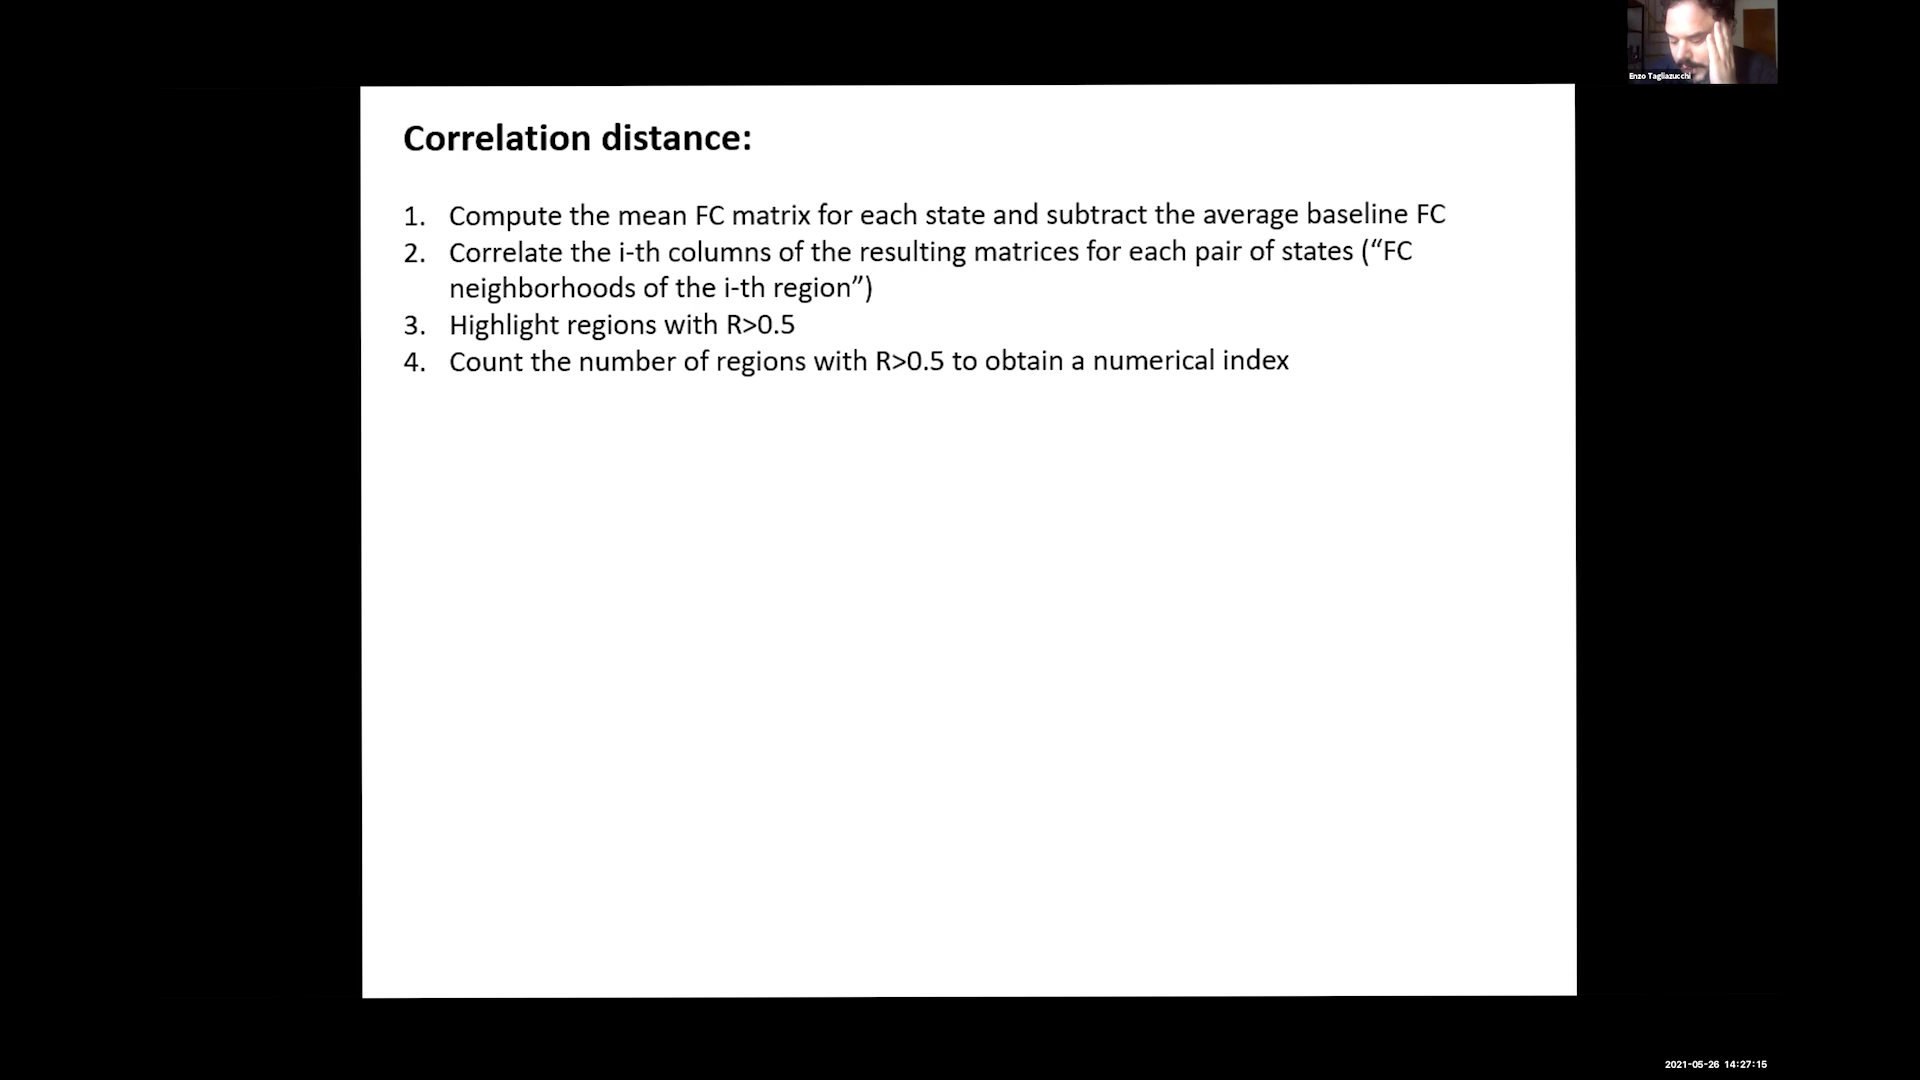 Enzo Tagliazucchi
Correlation distance:
1. Compute the mean FC matrix for each state and subtract the average baseline FC
2. Correlate the i-th columns of the resulting matrices for each pair of states (“FC
neighborhoods of the i-th region”)
3. Highlight regions with R>0.5
4. Count the number of regions with R>0.5 to obtain a numerical index
2021-05-26 14:27:15